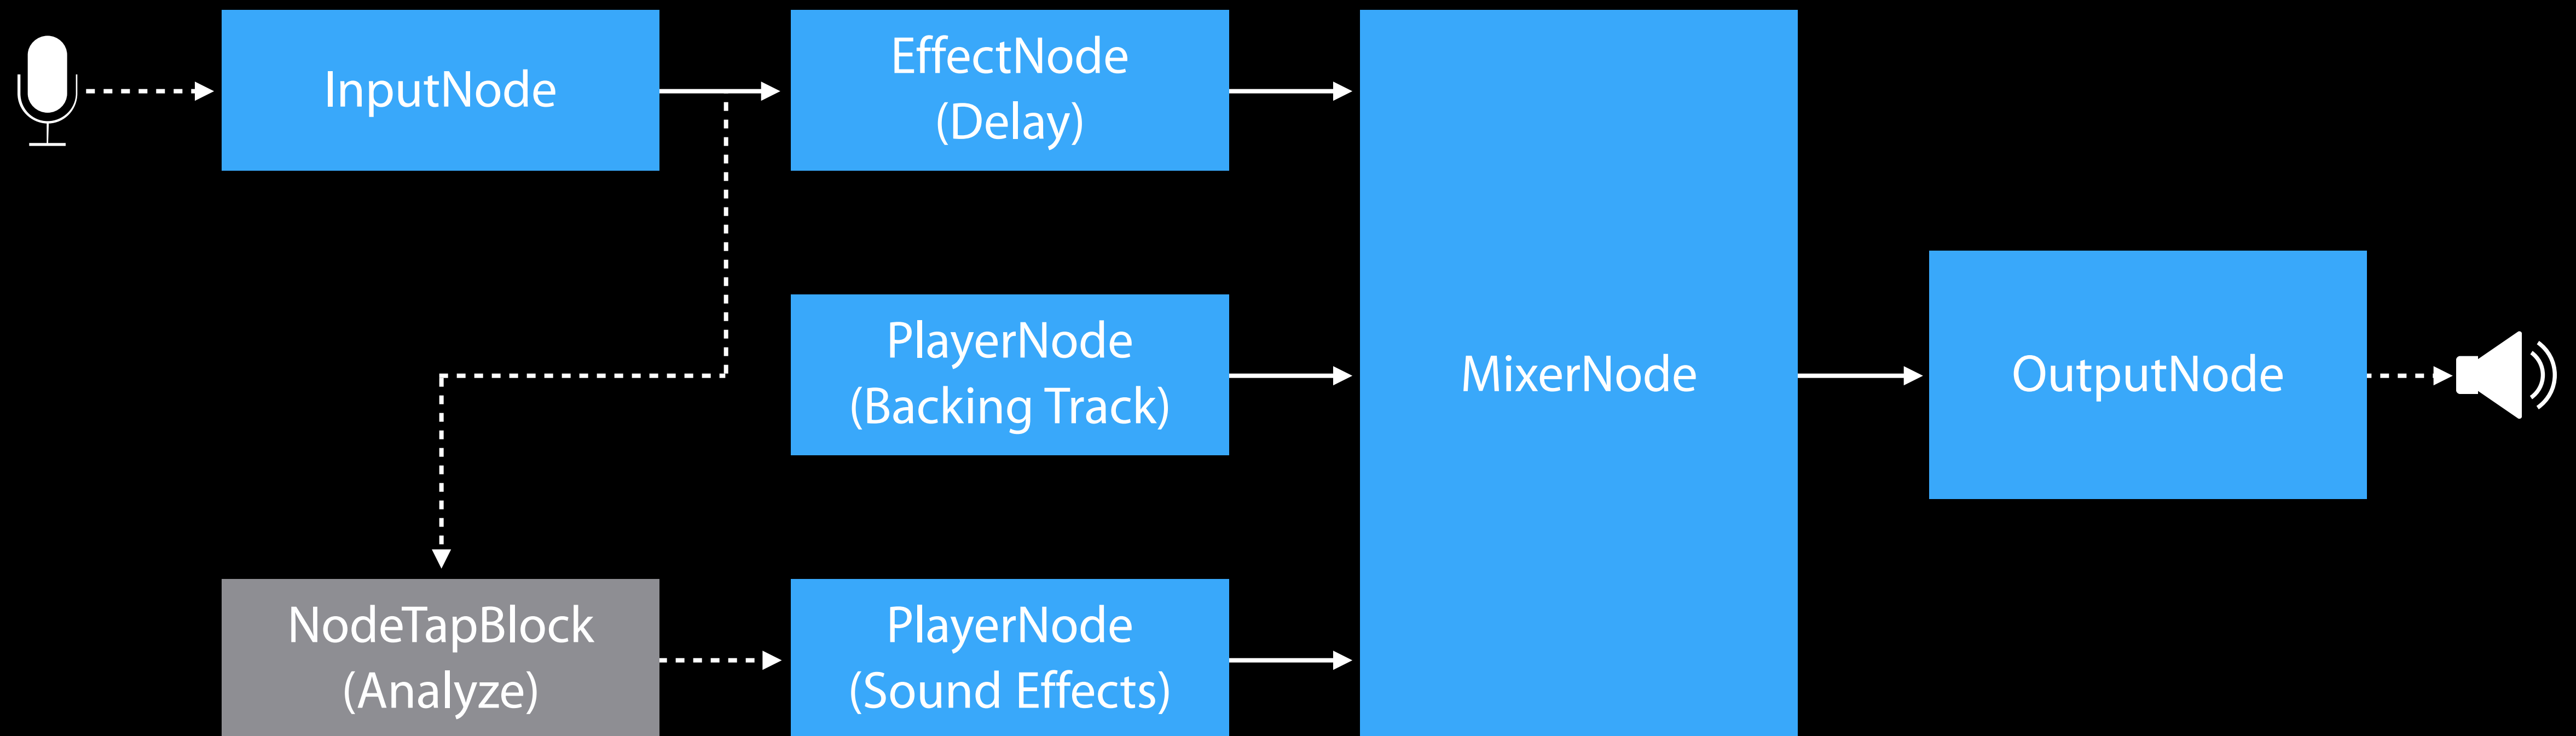 InputNode
EffectNode
(Delay)
PlayerNode
(Backing Track)
MixerNode
OutputNode
NodeTapBlock
(Analyze)
PlayerNode
(Sound Effects)